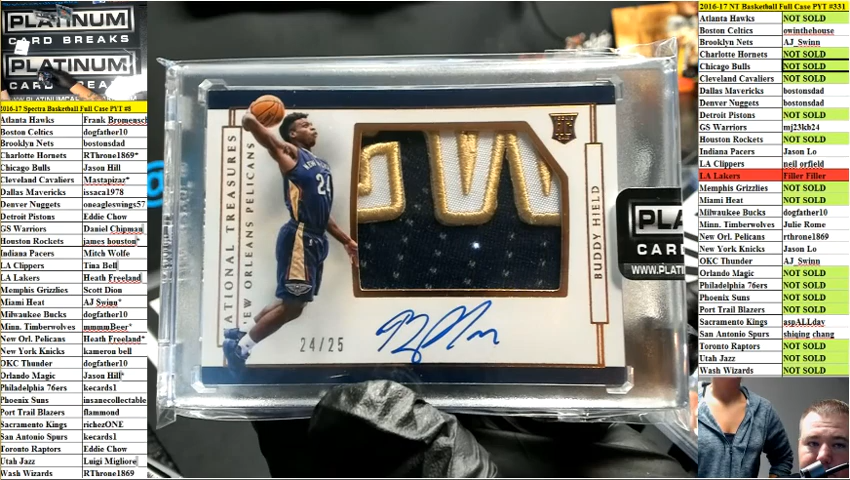 PLATINUM
CARD BREAKS
PLATINUM
2016-17 Spectra Basketball Full Case PYT #8
Atlanta Hawks Frank Bromensch
Boston Celtics dogfather10
Brooklyn Nets bostonsdad
Charlotte Hornets RThrone1869*
Chicago Bulls Jason Hill
Cleveland Cavaliers Mastapizar*
Dallas Mavericks issaca1978
Denver Nuggets oneagleswings57
Detroit Pistons Eddie Chow
GS Warriors Daniel Chipman
Houston Rockets james houston*
Indiana Pacers Mitch Wolfe
LA Clippers Tina Bell
LA Lakers Heath Freeland
Memphis Grizzlies Scott Dion
Miami Heat AJ Swinn*
Milwaukee Bucks dogfather10
Minn. Timberwolves mmmmBeer*
New Orl. Pelicans Heath Freeland*
New York Knicks kameron bell
OKC Thunder dogfather10
Orlando Magic Jason Hill*
Philadelphia 76ers kecards1
Phoenix Suns insanecollectable
Port Trail Blazers flammond
Sacramento Kings richezONE
San Antonio Spurs kecards1
Toronto Raptors Eddie Chow
Utah Jazz Luigi Migliore
Wash Wizards RThrone1869
NATIONAL TREASURES
NEW ORLEANS PELICANS
24
24/25
RC
BUDDY HIELD
PLA
CAR
WWW.PLATI
2016-17 NT Basketball Full Case PYT #331
Atlanta Hawks NOT SOLD
Boston Celtics owinthehouse
Brooklyn Nets AJ_Swinn
Charlotte Hornets NOT SOLD
Chicago Bulls NOT SOLD
Cleveland Cavaliers NOT SOLD
Dallas Mavericks bostonsdad
Denver Nuggets bostonsdad
Detroit Pistons NOT SOLD
GS Warriors mj23kb24
Houston Rockets NOT SOLD
Indiana Pacers Jason Lo
LA Clippers neil orfield
LA Lakers Filler Filler
Memphis Grizzlies NOT SOLD
Miami Heat NOT SOLD
Milwaukee Bucks dogfather10
Minn. Timberwolves Julie Rome
New Orl. Pelicans rthrone1869
New York Knicks Jason Lo
OKC Thunder AJ_Swinn
Orlando Magic NOT SOLD
Philadelphia 76ers NOT SOLD
Phoenix Suns NOT SOLD
Port Trail Blazers NOT SOLD
Sacramento Kings aspALLday
San Antonio Spurs shiqing chang
Toronto Raptors NOT SOLD
Utah Jazz NOT SOLD
Wash Wizards NOT SOLD